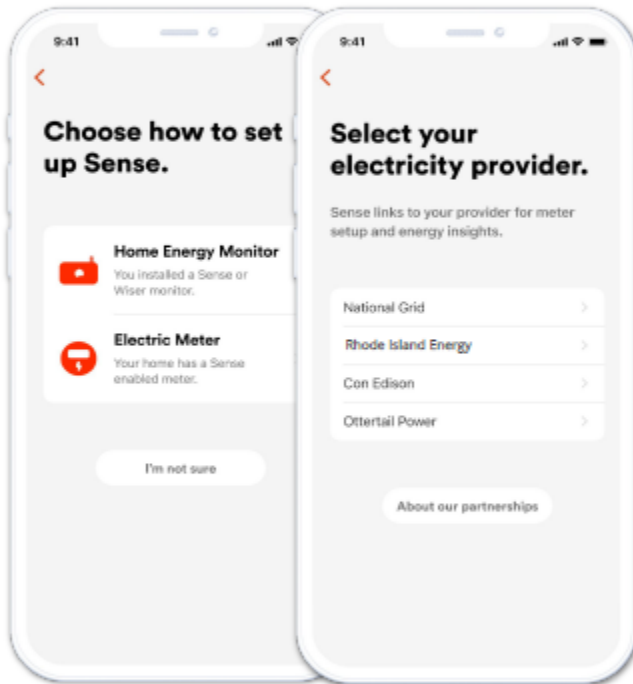 9:41
Choose how to set
up Sense.
Home Energy Monitor
You installed a Sense or
Wiser monitor.
Electric Meter
Your home has a Sense
enabled meter.
I'm not sure
9:41
Select your
electricity provider.
Sense links to your provider for meter
setup and energy insights.
National Grid
Rhode Island Energy
Con Edison
Ottertail Power
About our partnerships